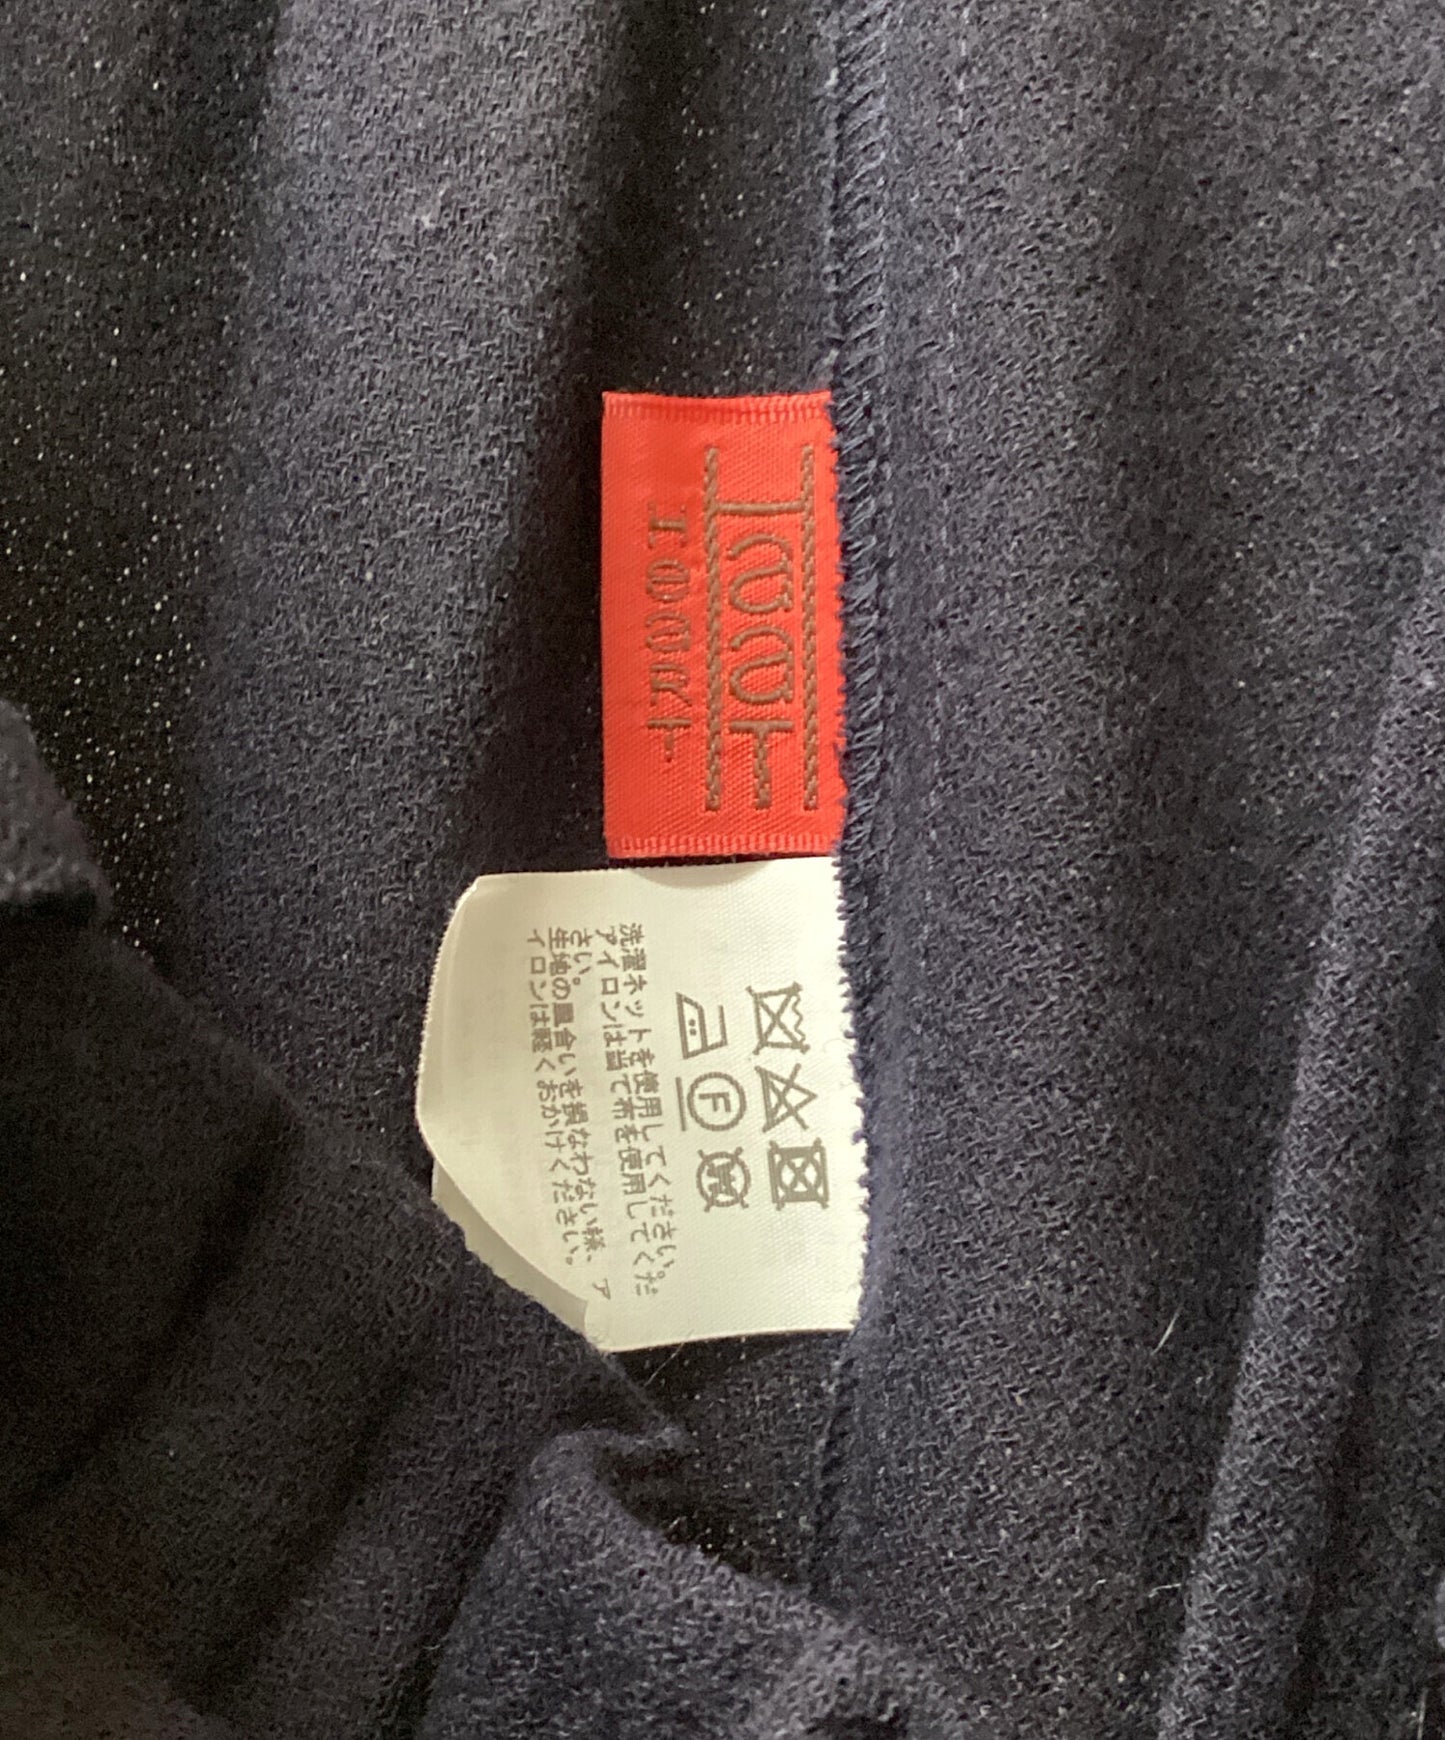 F
洗濯ネットを使用してください。
アイロンは当て布を使用してくだ
さい。
生地の風合いを損なわない様、ア
イロンは軽くおかけください。